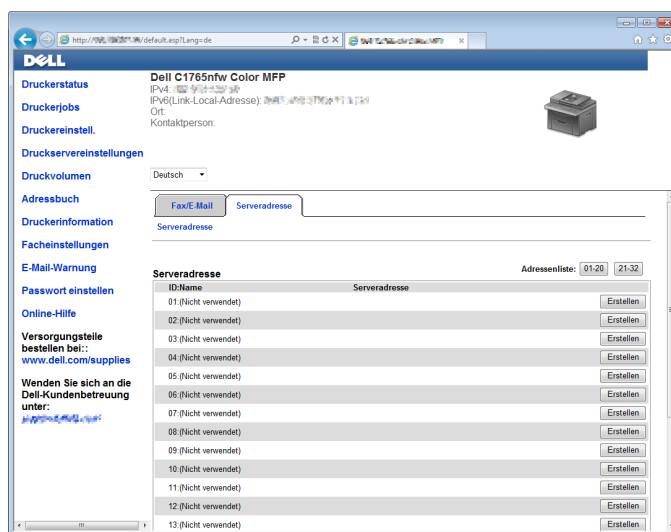 http://
/default.asp?Lang=de
DELL
Dell C1765nfw Color MFP
IPv4:
IPv6(Link-Local-Adresse):
Ort:
Kontaktperson:
Druckerstatus
Druckerjobs
Druckereinstell.
Druckservereinstellungen
Druckvolumen
Adressbuch
Druckerinformation
Facheinstellungen
E-Mail-Warnung
Passwort einstellen
Online-Hilfe
Versorgungsteile
bestellen bei::
www.dell.com/supplies
Wenden Sie sich an die
Dell-Kundenbetreuung
unter:
Deutsch
Fax/E-Mail Serveradresse
Serveradresse
Serveradresse Adressenliste: 01-20 21-32
ID:Name Serveradresse
01:(Nicht verwendet) Erstellen
02:(Nicht verwendet) Erstellen
03:(Nicht verwendet) Erstellen
04:(Nicht verwendet) Erstellen
05:(Nicht verwendet) Erstellen
06:(Nicht verwendet) Erstellen
07:(Nicht verwendet) Erstellen
08:(Nicht verwendet) Erstellen
09:(Nicht verwendet) Erstellen
10:(Nicht verwendet) Erstellen
11:(Nicht verwendet) Erstellen
12:(Nicht verwendet) Erstellen
13:(Nicht verwendet) Erstellen